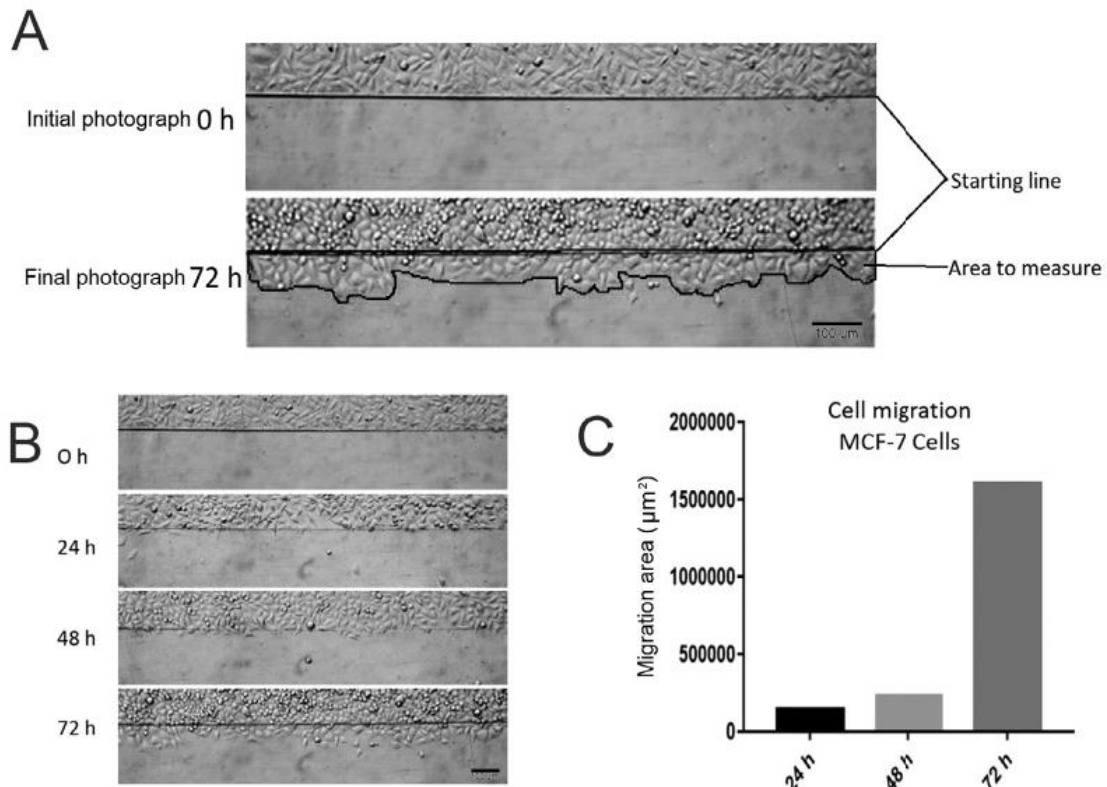 A
Initial photograph 0 h
Starting line
Final photograph 72 h
Area to measure
100 um
B
0 h
24 h
48 h
72 h
C
Cell migration
MCF-7 Cells
Migration area (µm²)
2000000
1500000
1000000
500000
0
24 h
48 h
72 h